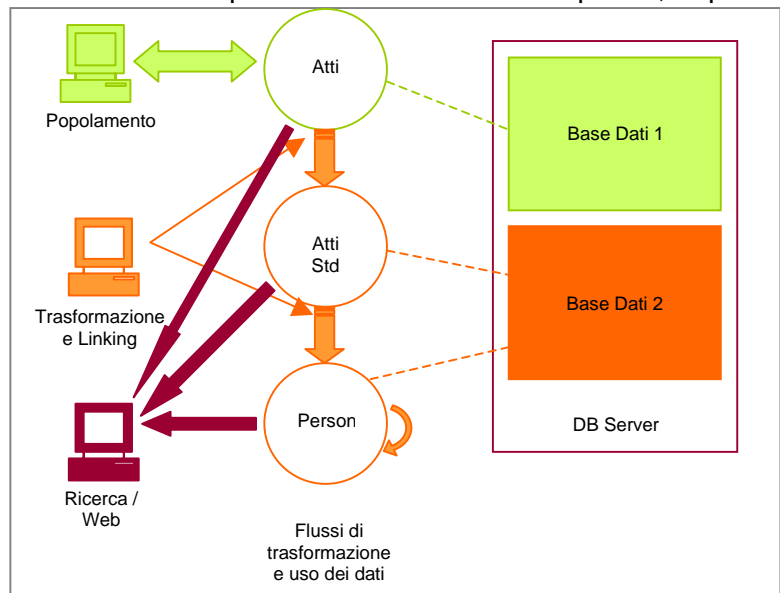 Atti
Popolamento
Base Dati 1
Atti
Std
Trasformazione
e Linking
Base Dati 2
Person
DB Server
Ricerca /
Web
Flussi di
trasformazione
e uso dei dati